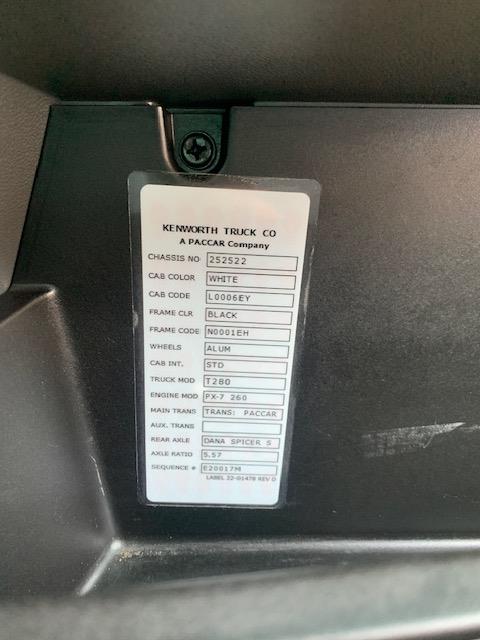 KENWORTH TRUCK CO
A PACCAR Company
CHASSIS NO 252522
CAB COLOR WHITE
CAB CODE L0006EY
FRAME CLR BLACK
FRAME CODE N0001EH
WHEELS ALUM
CAB INT. STD
TRUCK MOD T280
ENGINE MOD PX-7 260
MAIN TRANS TRANS: PACCAR
AUX. TRANS
REAR AXLE DANA SPICER S
AXLE RATIO 5.57
SEQUENCE # E20017M
LABEL 22-01478 REV D